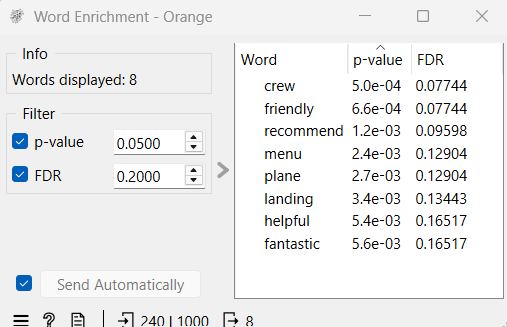 Word Enrichment - Orange
Info
Words displayed: 8
Filter
p-value 0.0500
FDR 0.2000
Send Automatically
Word p-value FDR
crew 5.0e-04 0.07744
friendly 6.6e-04 0.07744
recommend 1.2e-03 0.09598
menu 2.4e-03 0.12904
plane 2.7e-03 0.12904
landing 3.4e-03 0.13443
helpful 5.4e-03 0.16517
fantastic 5.6e-03 0.16517
240 | 1000 8